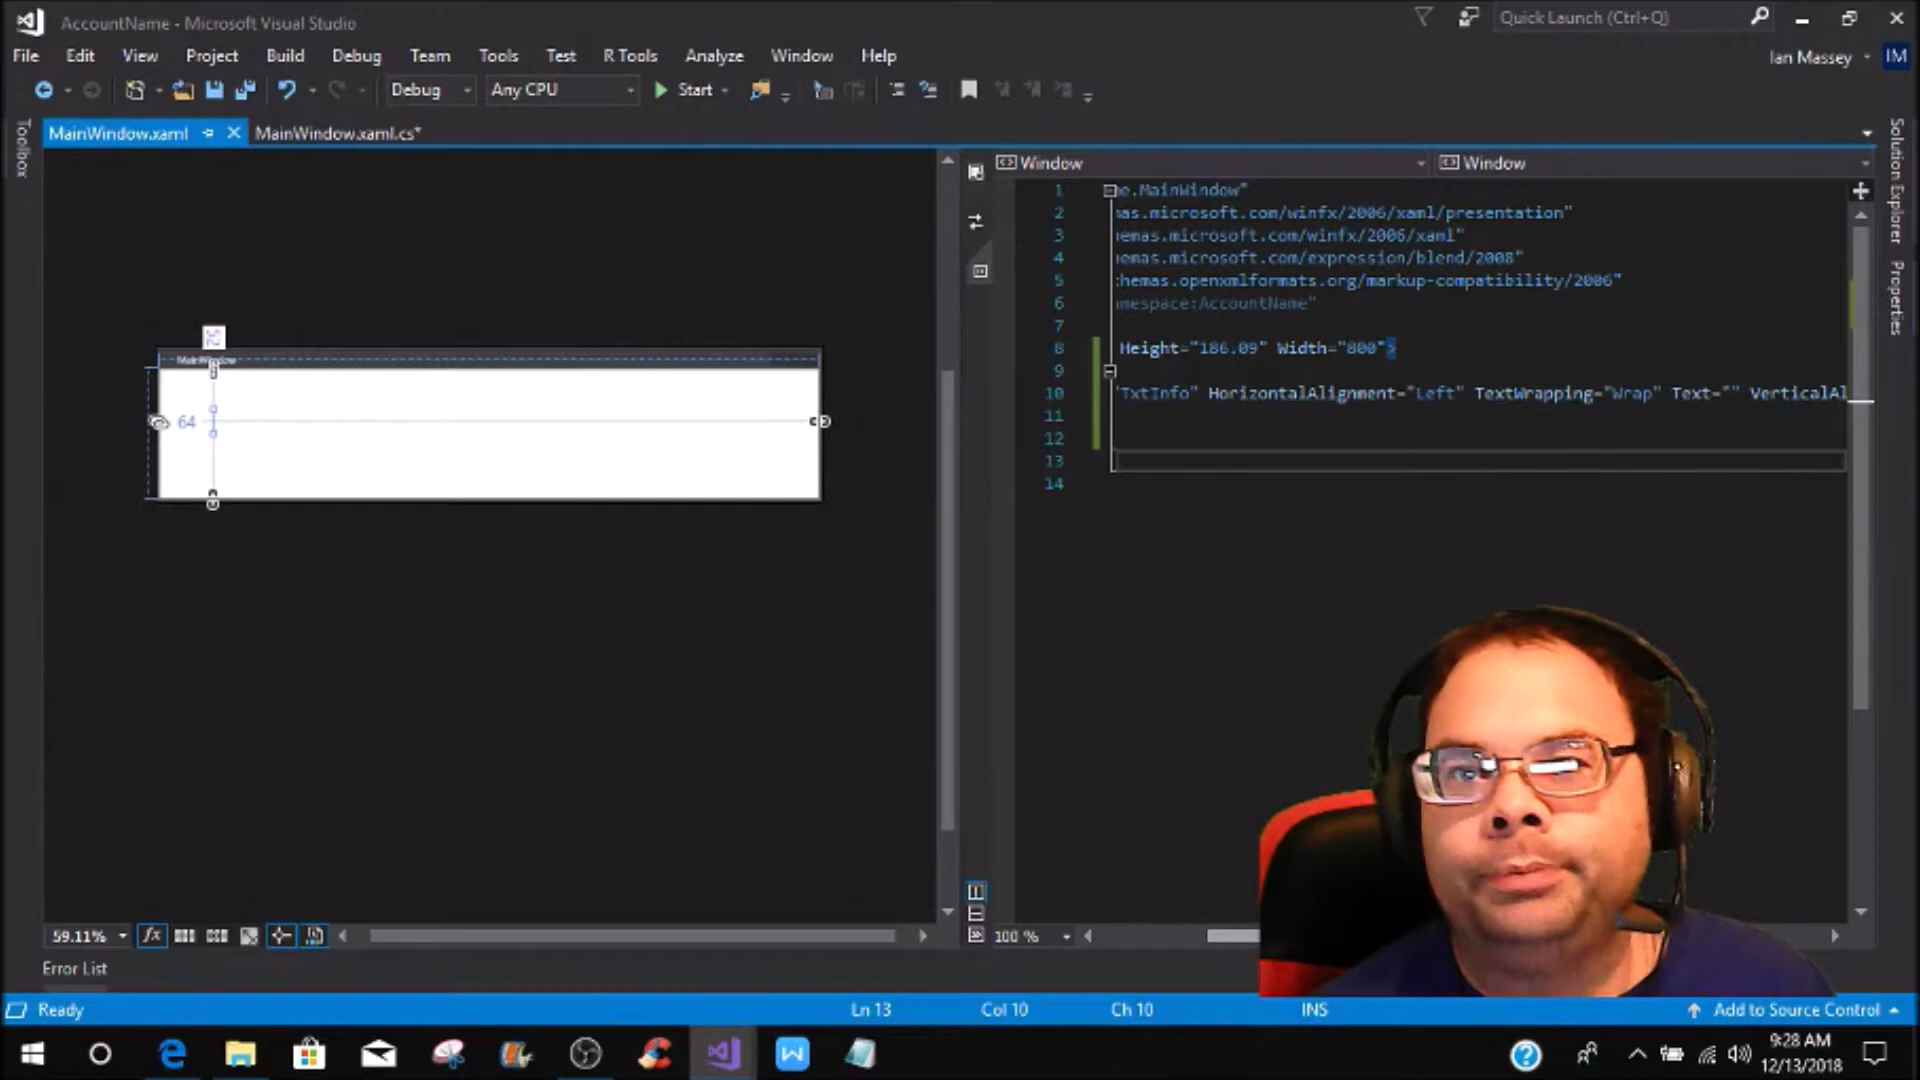 AccountName - Microsoft Visual Studio
Quick Launch (Ctrl+Q)
File Edit View Project Build Debug Team Tools Test R Tools Analyze Window Help
Ian Massey
IM
Debug
Any CPU
Start
MainWindow.xaml
MainWindow.xaml.cs*
Toolbox
Solution Explorer
Properties
Window
Window
1 e.MainWindow"
2 as.microsoft.com/winfx/2006/xaml/presentation"
3 emas.microsoft.com/winfx/2006/xaml"
4 emas.microsoft.com/expression/blend/2008"
5 :hemas.openxmlformats.org/markup-compatibility/2006"
6 mespace:AccountName"
7
8 Height="186.09" Width="800">
9
10 "TxtInfo" HorizontalAlignment="Left" TextWrapping="Wrap" Text="" VerticalAl
11
12
13
14
MainWindow
64
59.11%
fx
100 %
Error List
Ready
Ln 13
Col 10
Ch 10
INS
Add to Source Control
9:28 AM
12/13/2018